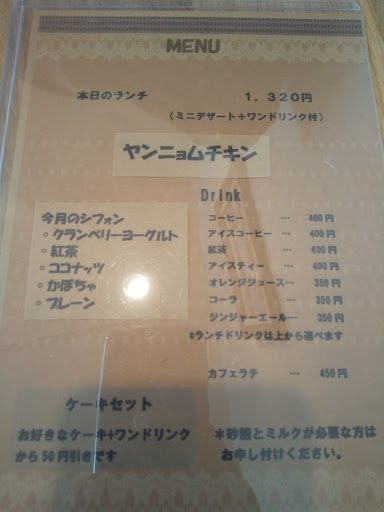 MENU
本日のランチ　　1，320円
（ミニデザート＋ワンドリンク付）
ヤンニョムチキン
Drink
コーヒー　…　400円
アイスコーヒー　…　400円
紅茶　…　400円
アイスティー　…　400円
オレンジジュース…　350円
コーラ　…　350円
ジンジャーエール…　350円
*ランチドリンクは上から選べます
カフェラテ　…　450円
今月のシフォン
◦クランベリーヨーグルト
◦紅茶
◦ココナッツ
◦かぼちゃ
◦プレーン
ケーキセット
お好きなケーキ+ワンドリンク
から50円引きです
＊砂糖とミルクが必要な方は
お申し付けください。